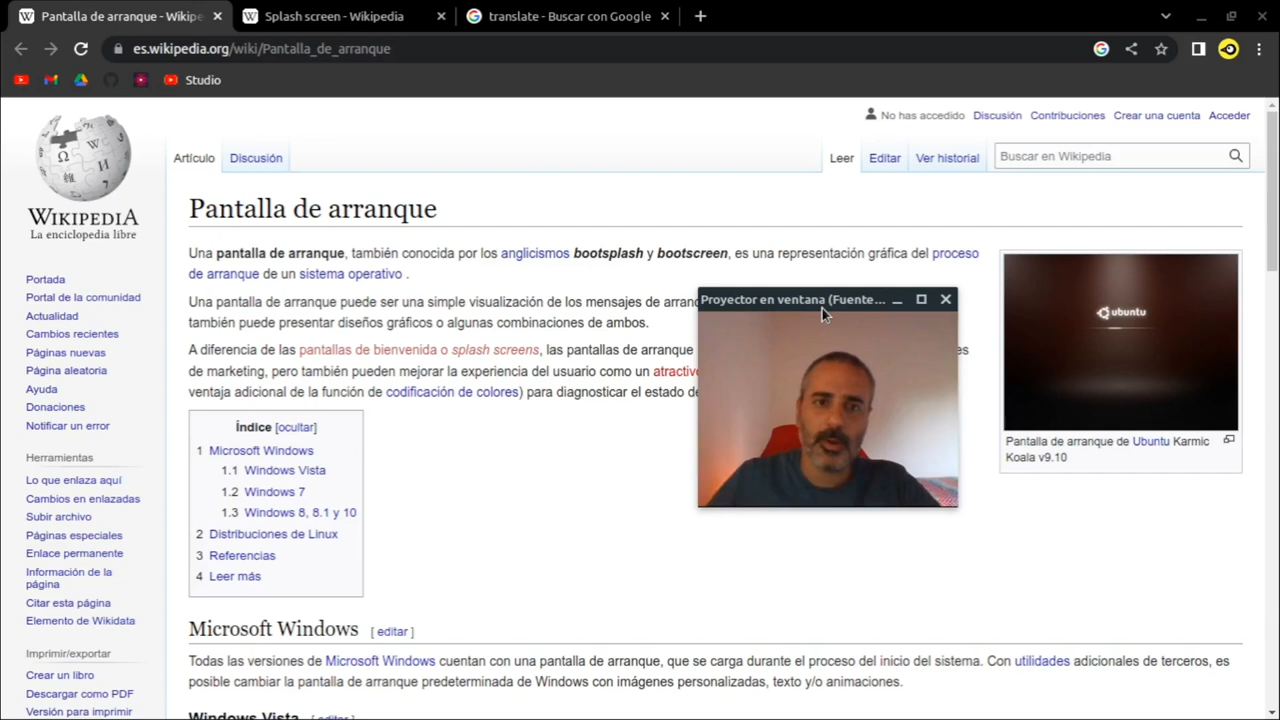 Pantalla de arranque - Wikipe
Splash screen - Wikipedia
translate - Buscar con Google
es.wikipedia.org/wiki/Pantalla_de_arranque
Studio
No has accedido Discusión Contribuciones Crear una cuenta Acceder
Artículo Discusión
Leer Editar Ver historial
Buscar en Wikipedia
WIKIPEDIA
La enciclopedia libre
Portada
Portal de la comunidad
Actualidad
Cambios recientes
Páginas nuevas
Página aleatoria
Ayuda
Donaciones
Notificar un error
Herramientas
Lo que enlaza aquí
Cambios en enlazadas
Subir archivo
Páginas especiales
Enlace permanente
Información de la
página
Citar esta página
Elemento de Wikidata
Imprimir/exportar
Crear un libro
Descargar como PDF
Versión para imprimir
Pantalla de arranque
Una pantalla de arranque, también conocida por los anglicismos bootsplash y bootscreen, es una representación gráfica del proceso
de arranque de un sistema operativo .
Una pantalla de arranque puede ser una simple visualización de los mensajes de arran
también puede presentar diseños gráficos o algunas combinaciones de ambos.
A diferencia de las pantallas de bienvenida o splash screens, las pantallas de arranque es
de marketing, pero también pueden mejorar la experiencia del usuario como un atractiv
ventaja adicional de la función de codificación de colores) para diagnosticar el estado de
Proyector en ventana (Fuente...
ubuntu
Pantalla de arranque de Ubuntu Karmic
Koala v9.10
Índice [ocultar]
1 Microsoft Windows
1.1 Windows Vista
1.2 Windows 7
1.3 Windows 8, 8.1 y 10
2 Distribuciones de Linux
3 Referencias
4 Leer más
Microsoft Windows [ editar ]
Todas las versiones de Microsoft Windows cuentan con una pantalla de arranque, que se carga durante el proceso del inicio del sistema. Con utilidades adicionales de terceros, es
posible cambiar la pantalla de arranque predeterminada de Windows con imágenes personalizadas, texto y/o animaciones.
Windows Vista [ editar ]